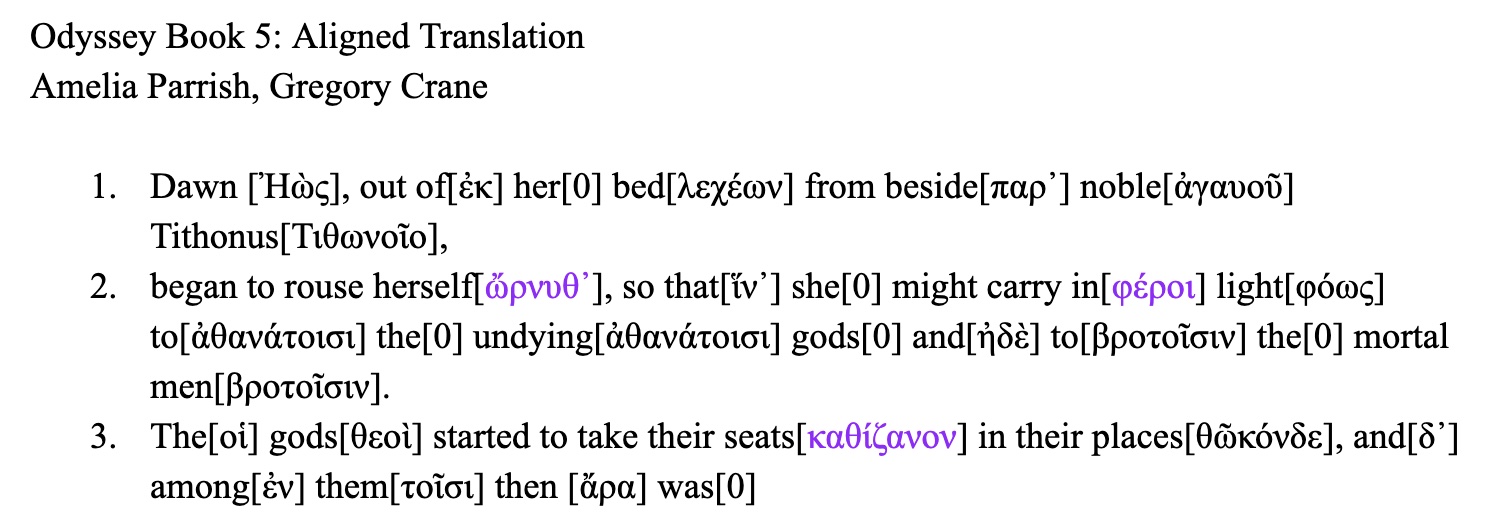 Odyssey Book 5: Aligned Translation
Amelia Parrish, Gregory Crane
1. Dawn [Ἠὼς], out of[ἐκ] her[0] bed[λεχέων] from beside[παρ’] noble[ἀγαυοῦ]
Tithonus[Τιθωνοῖο],
2. began to rouse herself[ὤρνυθ’], so that[ἵν’] she[0] might carry in[φέροι] light[φόως]
to[ἀθανάτοισι] the[0] undying[ἀθανάτοισι] gods[0] and[ἠδὲ] to[βροτοῖσιν] the[0] mortal
men[βροτοῖσιν].
3. The[οἱ] gods[θεοὶ] started to take their seats[καθίζανον] in their places[θῶκόνδε], and[δ’]
among[ἐν] them[τοῖσι] then [ἄρα] was[0]